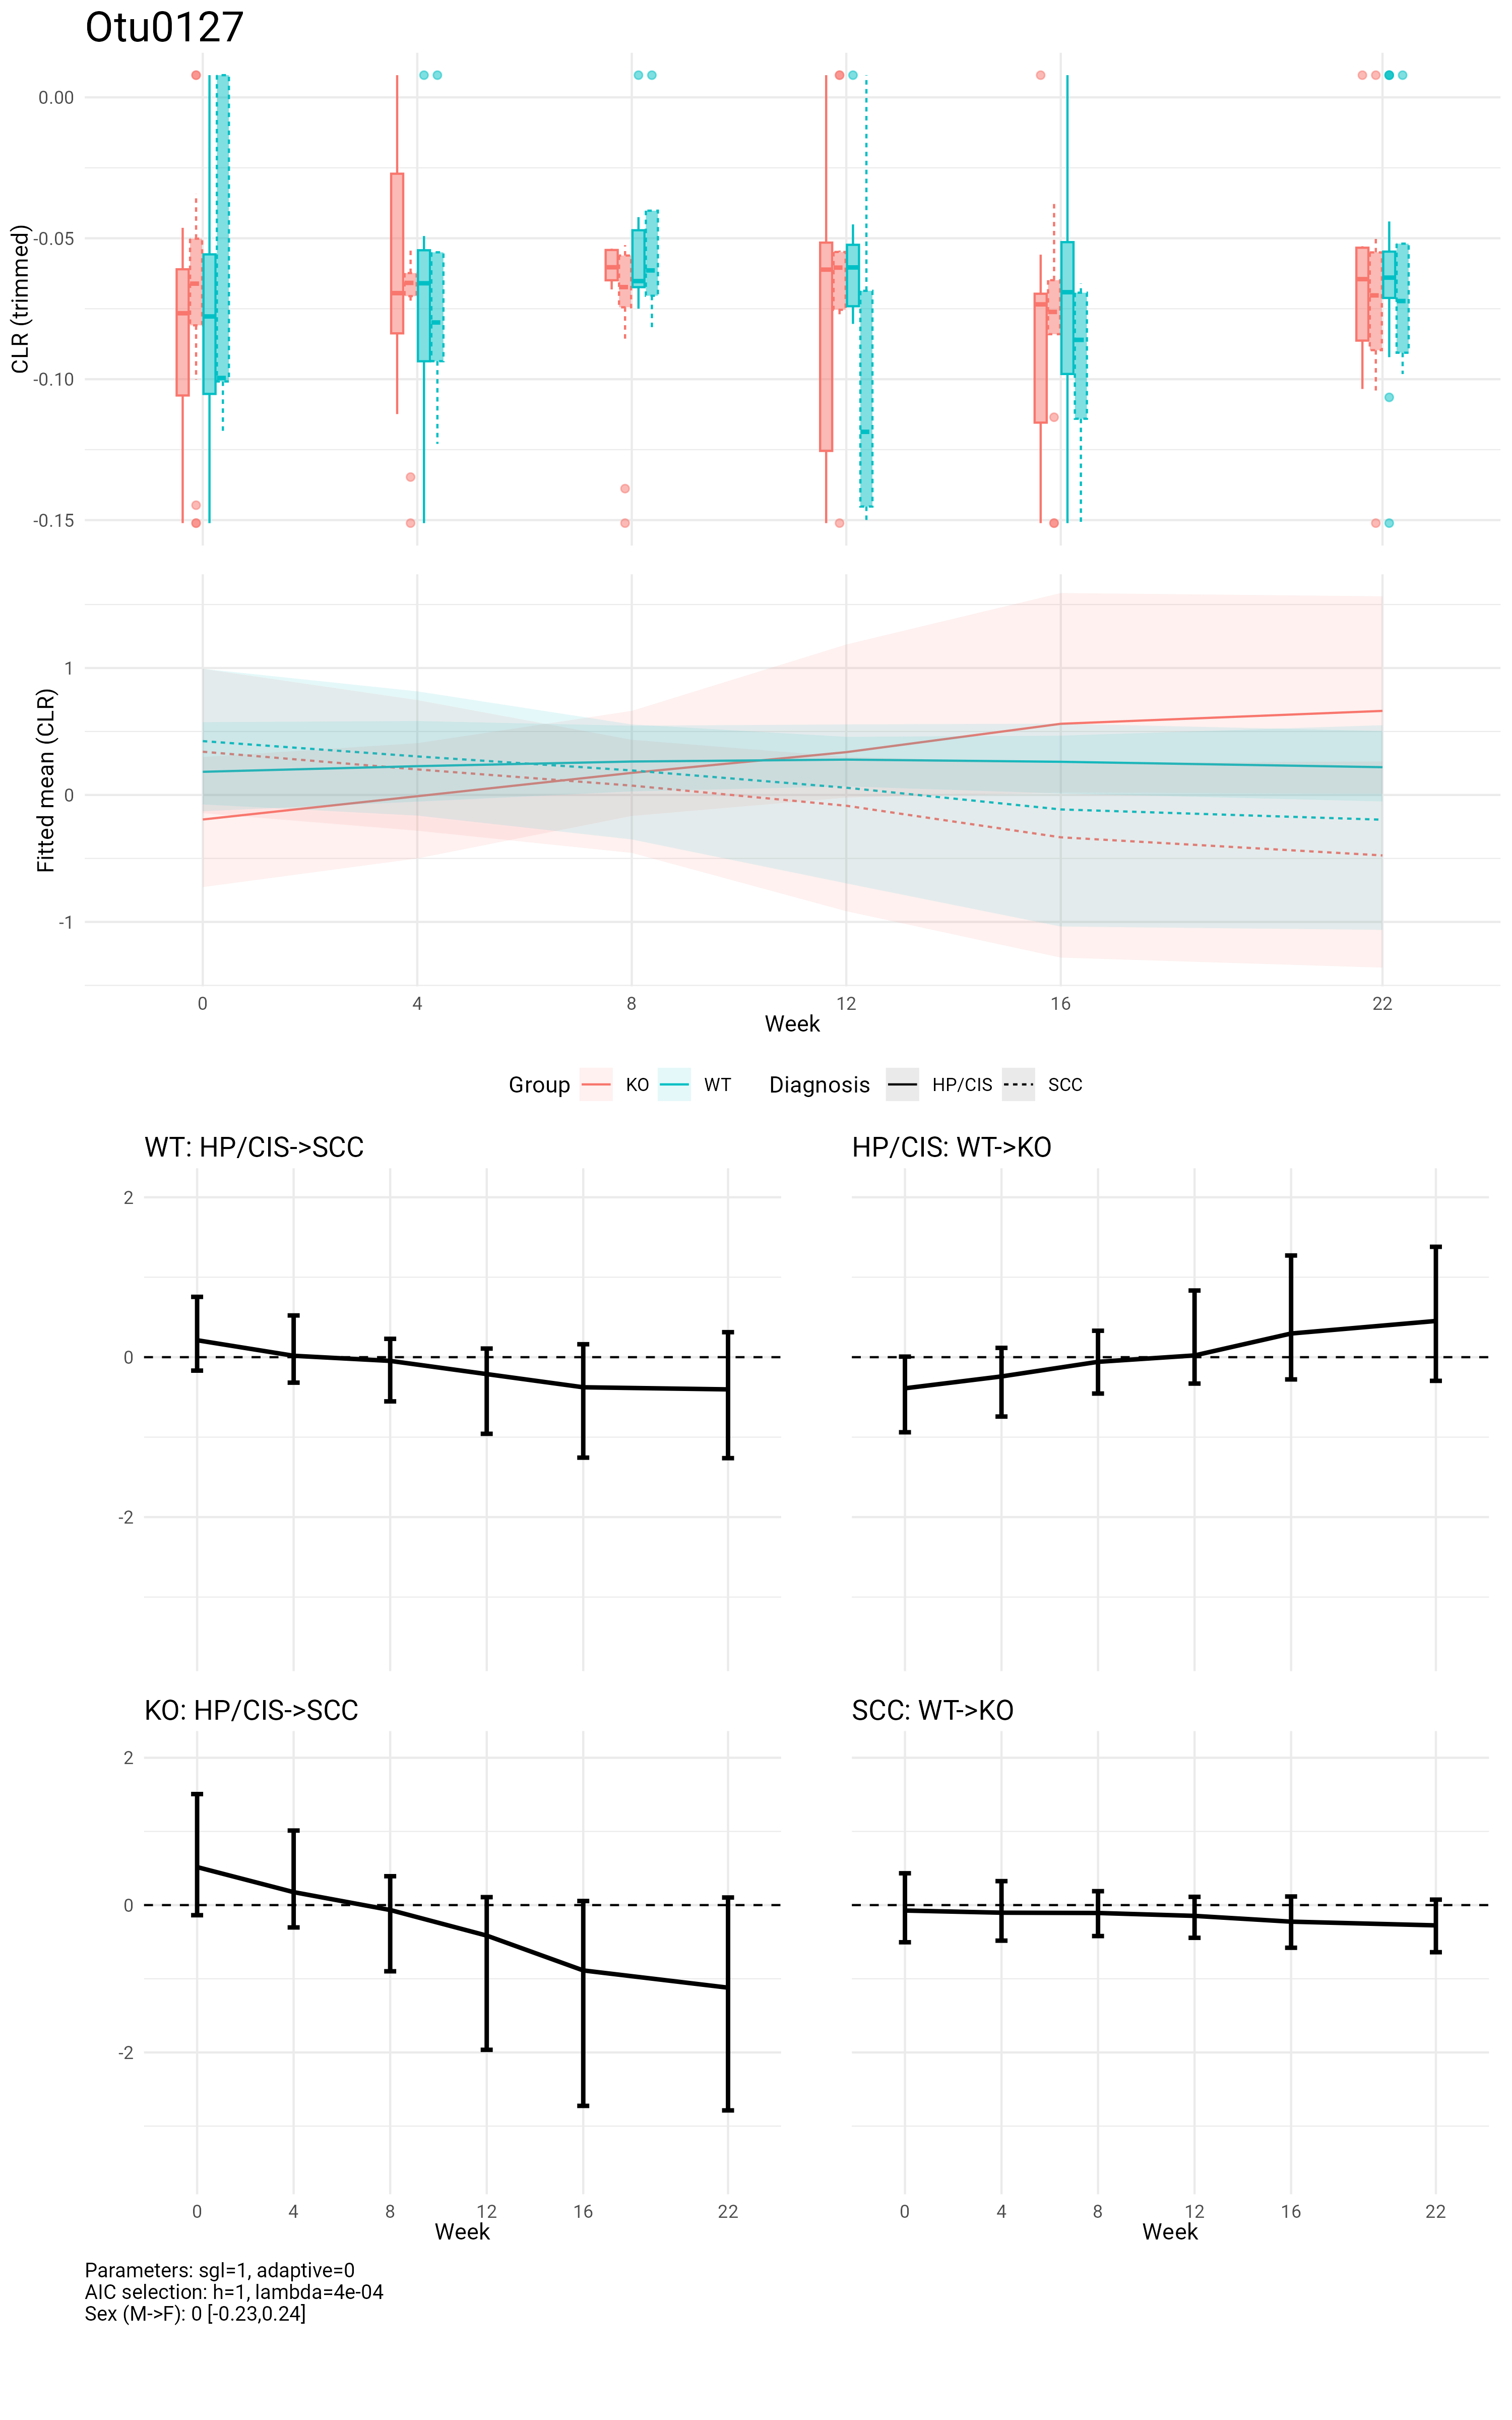 Otu0127
CLR (trimmed)
0.00
-0.05
-0.10
-0.15
Fitted mean (CLR)
1
0
-1
0 4 8 12 16 22
Week
Group KO WT Diagnosis HP/CIS SCC
WT: HP/CIS->SCC HP/CIS: WT->KO
2
0
-2
KO: HP/CIS->SCC SCC: WT->KO
2
0
-2
0 4 8 12 16 22 0 4 8 12 16 22
Week Week
Parameters: sgl=1, adaptive=0
AIC selection: h=1, lambda=4e-04
Sex (M->F): 0 [-0.23,0.24]